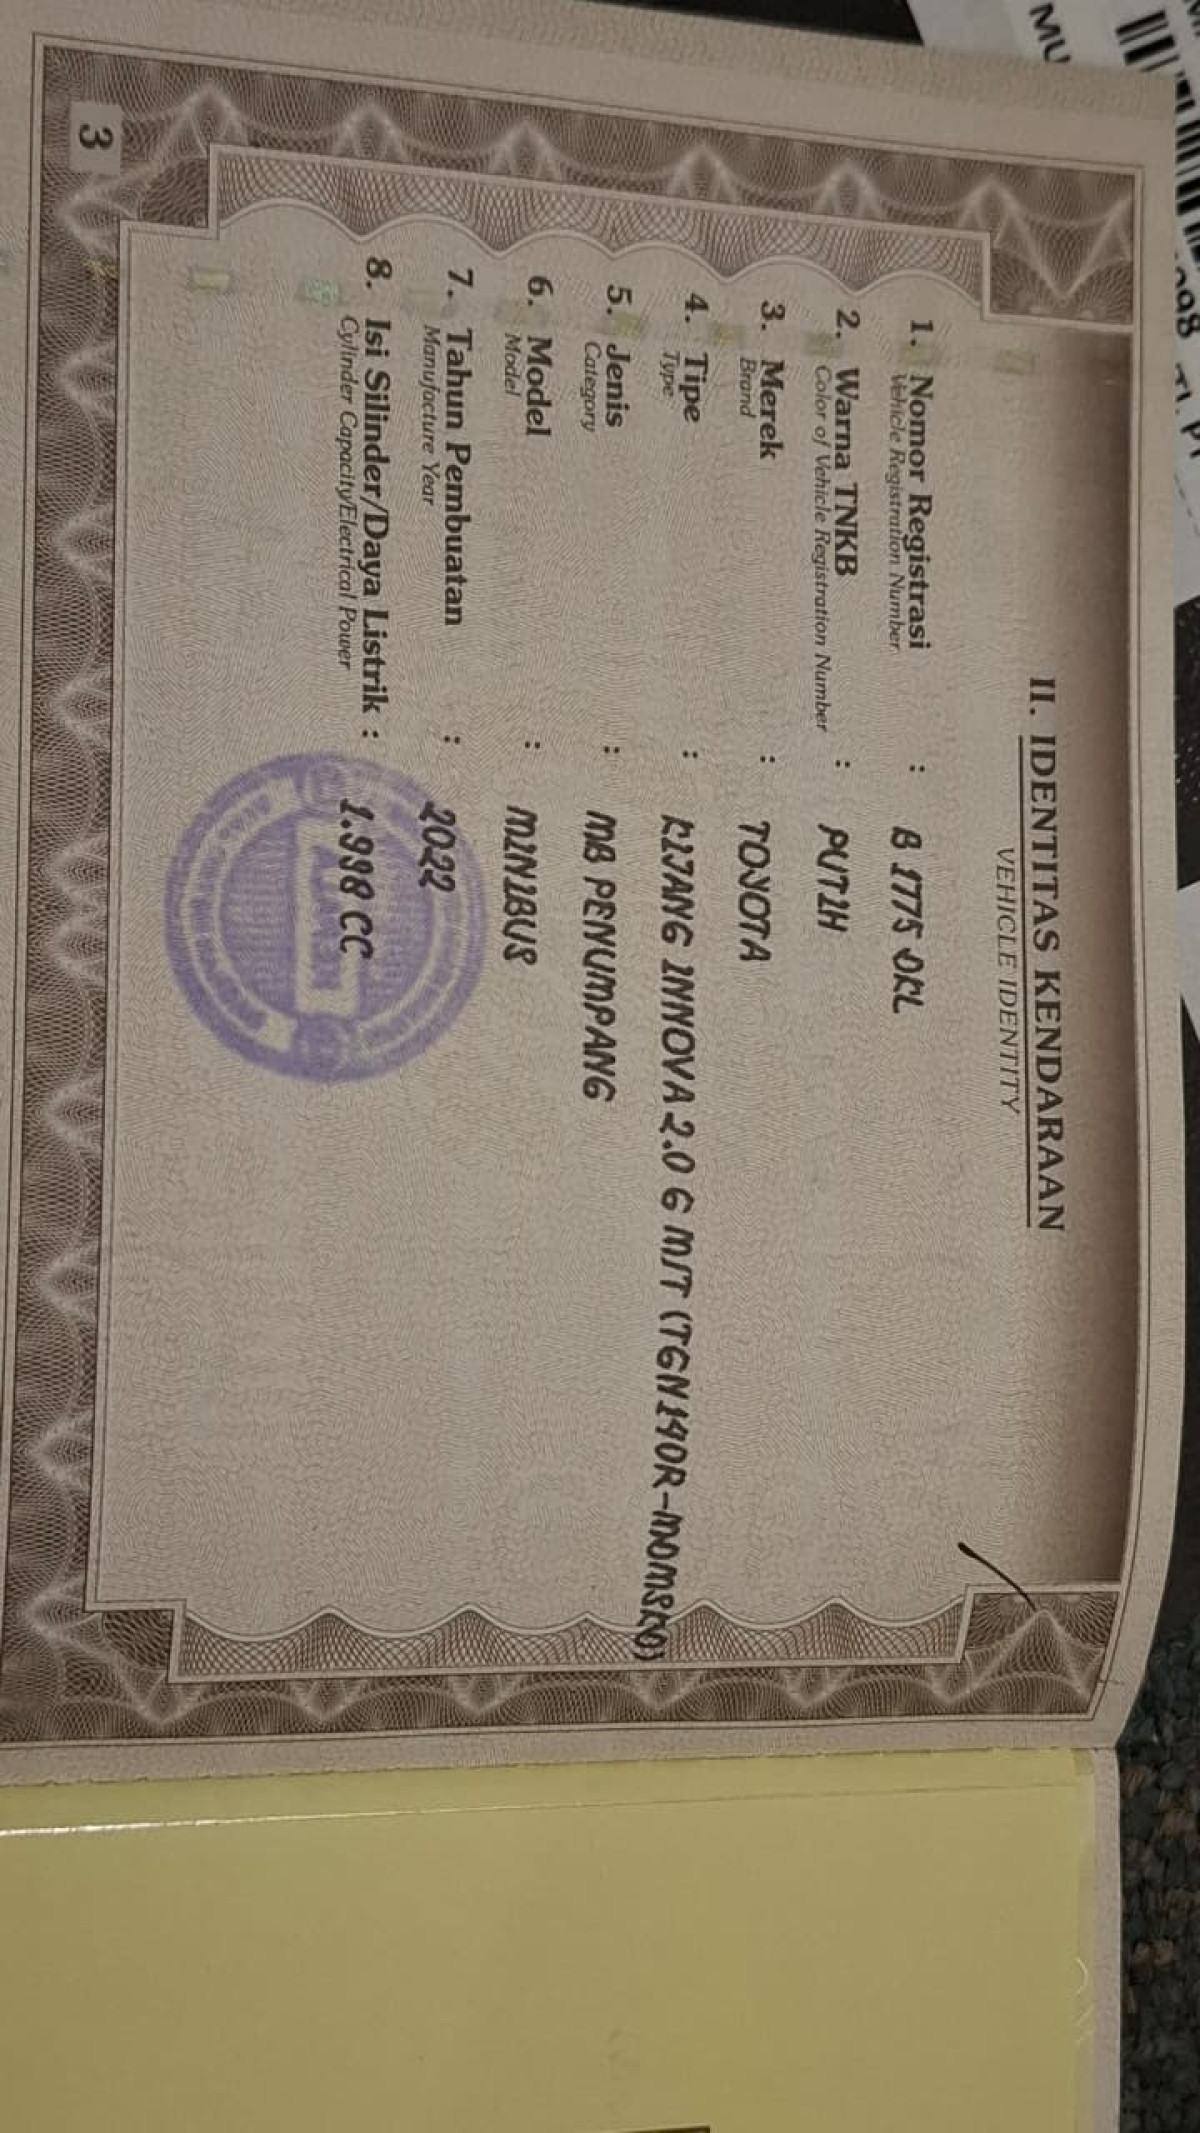 II. IDENTITAS KENDARAAN
VEHICLE IDENTITY
1. Nomor Registrasi : B 1775 DKL
Vehicle Registration Number
2. Warna TNKB : PUTIH
Color of Vehicle Registration Number
3. Merek : TOYOTA
Brand
4. Tipe : KIJANG INNOVA 2.0 G M/T (TGN140R-MOMSKD)
Type
5. Jenis : MB PENUMPANG
Category
6. Model : MINIBUS
Model
7. Tahun Pembuatan : 2022
Manufacture Year
8. Isi Silinder/Daya Listrik : 1.998 CC
Cylinder Capacity/Electrical Power
3
MU